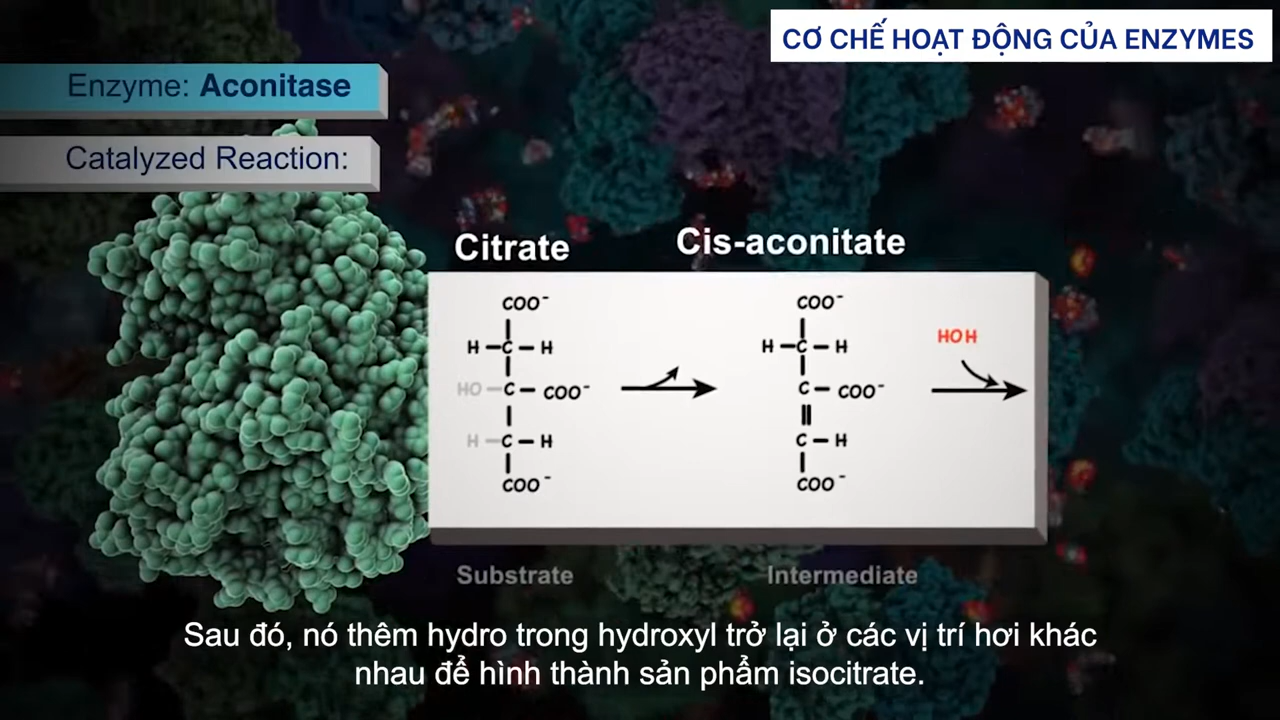 CƠ CHẾ HOẠT ĐỘNG CỦA ENZYMES
Enzyme: Aconitase
Catalyzed Reaction:
Citrate
Cis-aconitate
COO⁻
H C H
HO C COO⁻
H C H
COO⁻
COO⁻
H C H
C COO⁻
C H
COO⁻
HOH
Substrate
Intermediate
Sau đó, nó thêm hydro trong hydroxyl trở lại ở các vị trí hơi khác
nhau để hình thành sản phẩm isocitrate.